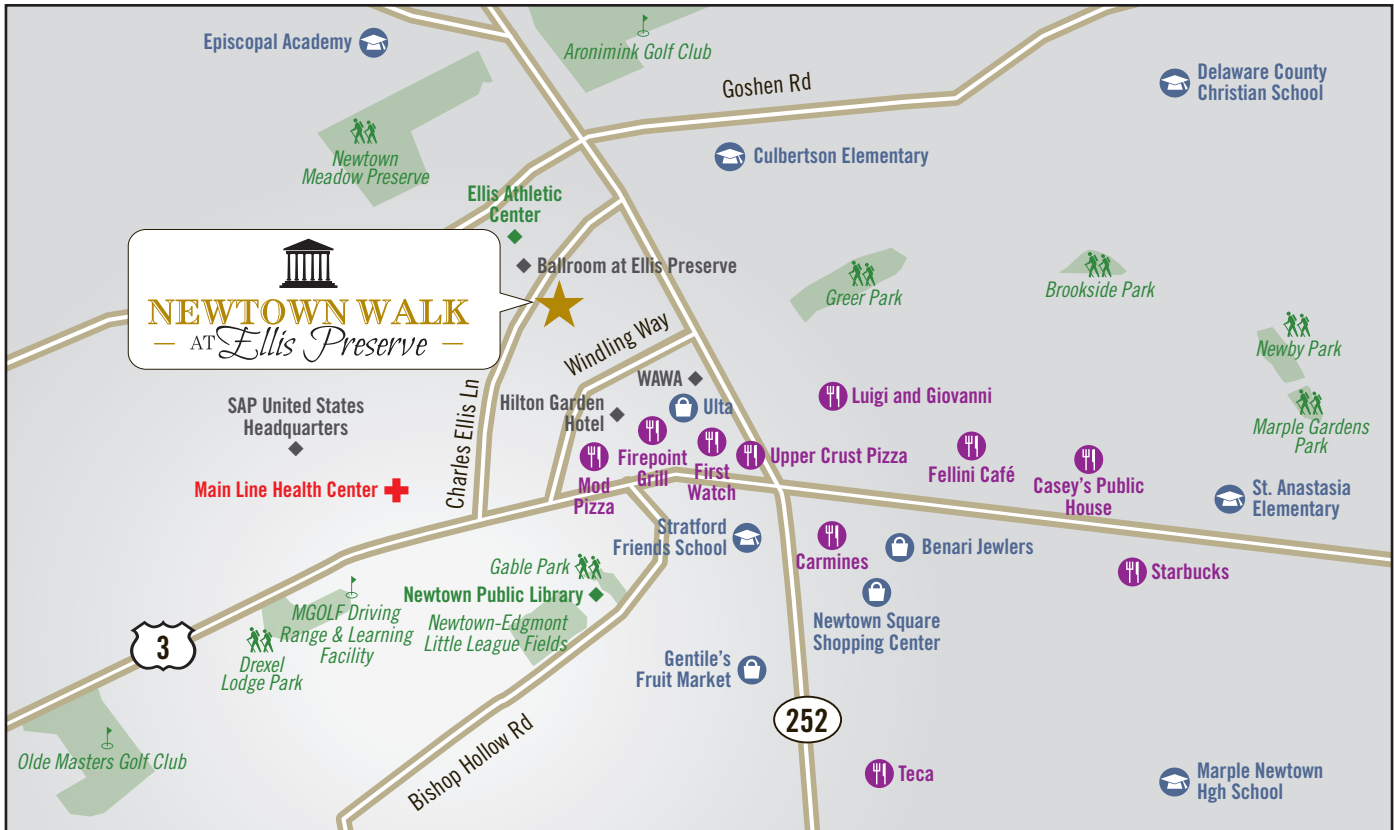 Episcopal Academy
Aronimink Golf Club
Goshen Rd
Delaware County
Christian School
Newtown
Meadow Preserve
Culbertson Elementary
Ellis Athletic
Center
Ballroom at Ellis Preserve
NEWTOWN WALK
AT Ellis Preserve
Greer Park
Brookside Park
Newby Park
Marple Gardens
Park
Windling Way
WAWA
Ulta
Luigi and Giovanni
SAP United States
Headquarters
Charles Ellis Ln
Hilton Garden
Hotel
Main Line Health Center
Mod
Pizza
Firepoint
Grill
First
Watch
Upper Crust Pizza
Fellini Café
Casey's Public
House
St. Anastasia
Elementary
Stratford
Friends School
Carmines
Benari Jewlers
Starbucks
Gable Park
Newtown Public Library
Newtown-Edgmont
Little League Fields
MGOLF Driving
Range & Learning
Facility
3
Drexel
Lodge Park
Newtown Square
Shopping Center
Gentile's
Fruit Market
252
Olde Masters Golf Club
Bishop Hollow Rd
Teca
Marple Newtown
Hgh School